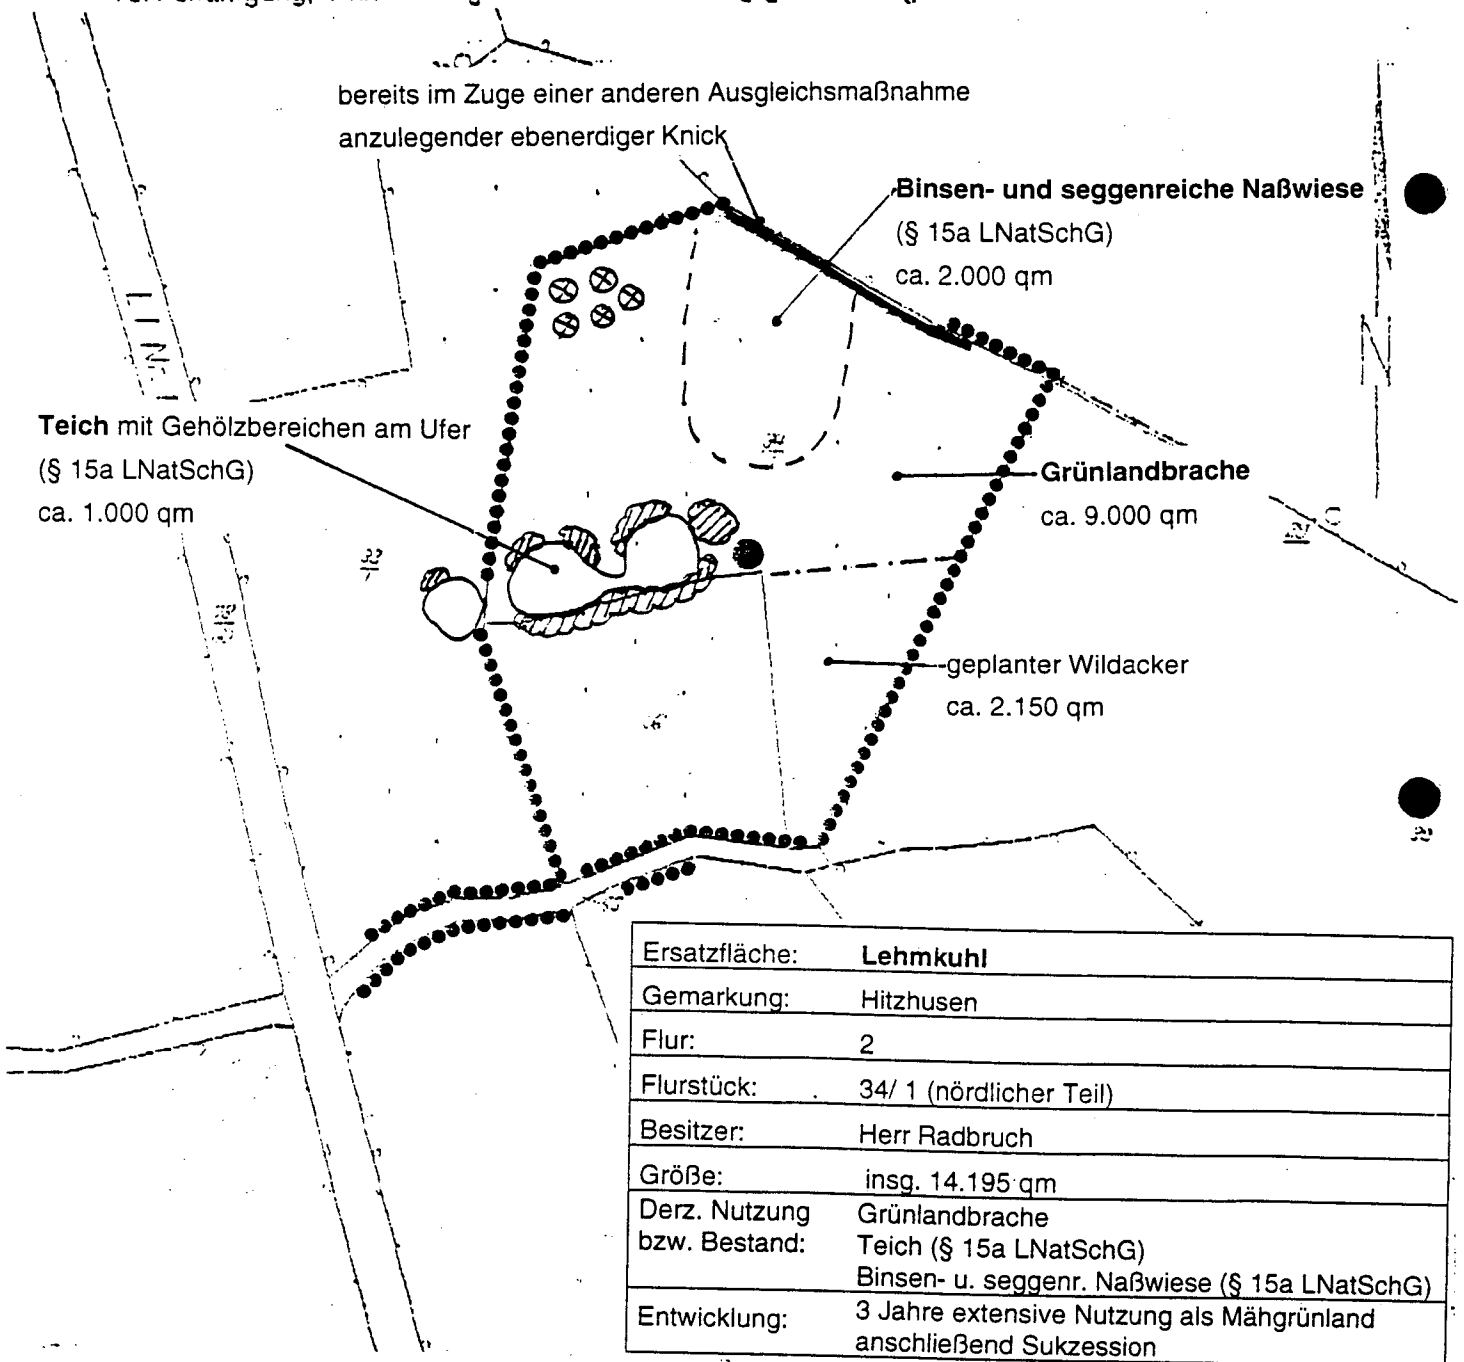 bereits im Zuge einer anderen Ausgleichsmaßnahme
anzulegender ebenerdiger Knick
Binsen- und seggenreiche Naßwiese
(§ 15a LNatSchG)
ca. 2.000 qm
Teich mit Gehölzbereichen am Ufer
(§ 15a LNatSchG)
ca. 1.000 qm
Grünlandbrache
ca. 9.000 qm
geplanter Wildacker
ca. 2.150 qm
N
Ersatzfläche: Lehmkuhl
Gemarkung: Hitzhusen
Flur: 2
Flurstück: 34/ 1 (nördlicher Teil)
Besitzer: Herr Radbruch
Größe: insg. 14.195 qm
Derz. Nutzung Grünlandbrache
bzw. Bestand: Teich (§ 15a LNatSchG)
Binsen- u. seggenr. Naßwiese (§ 15a LNatSchG)
Entwicklung: 3 Jahre extensive Nutzung als Mähgrünland
anschließend Sukzession